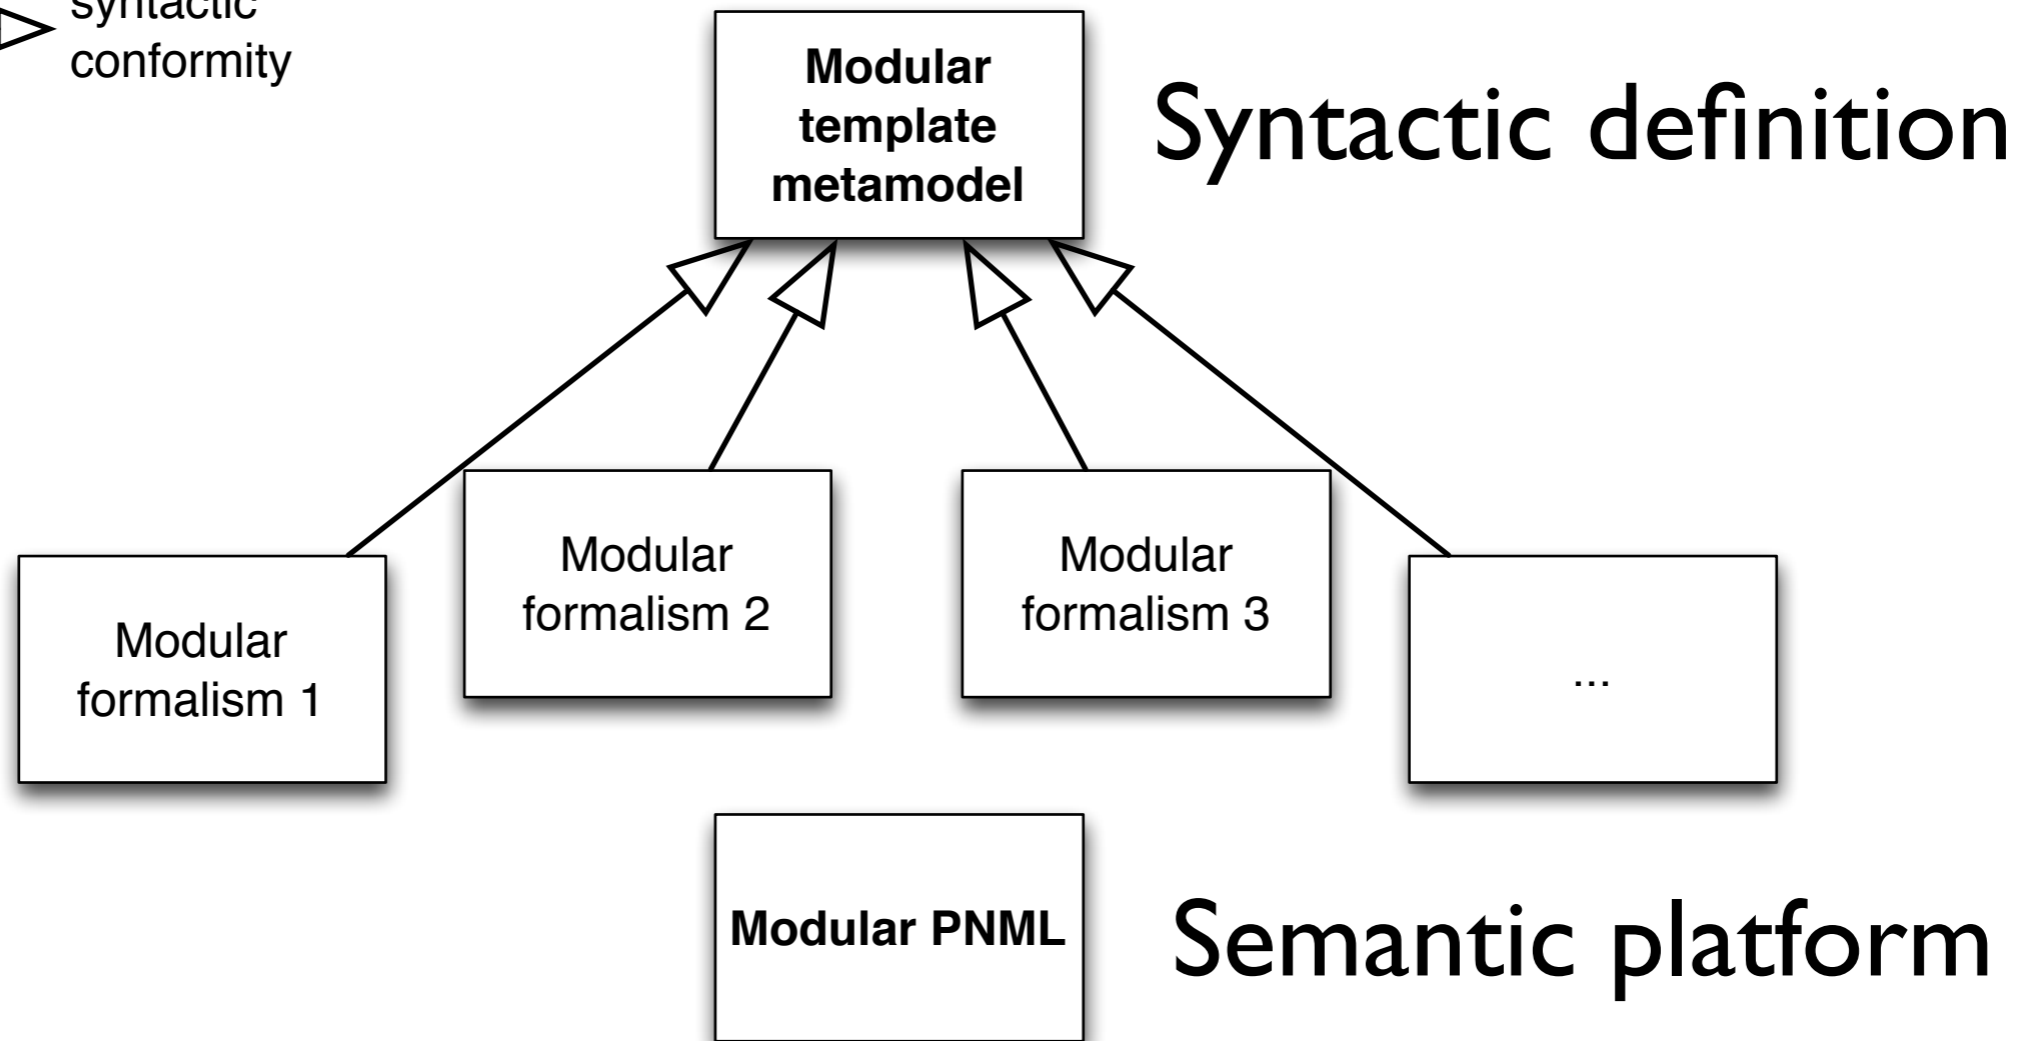 syntactic
conformity
Modular
template
metamodel
Syntactic definition
Modular
formalism 1
Modular
formalism 2
Modular
formalism 3
...
Modular PNML
Semantic platform